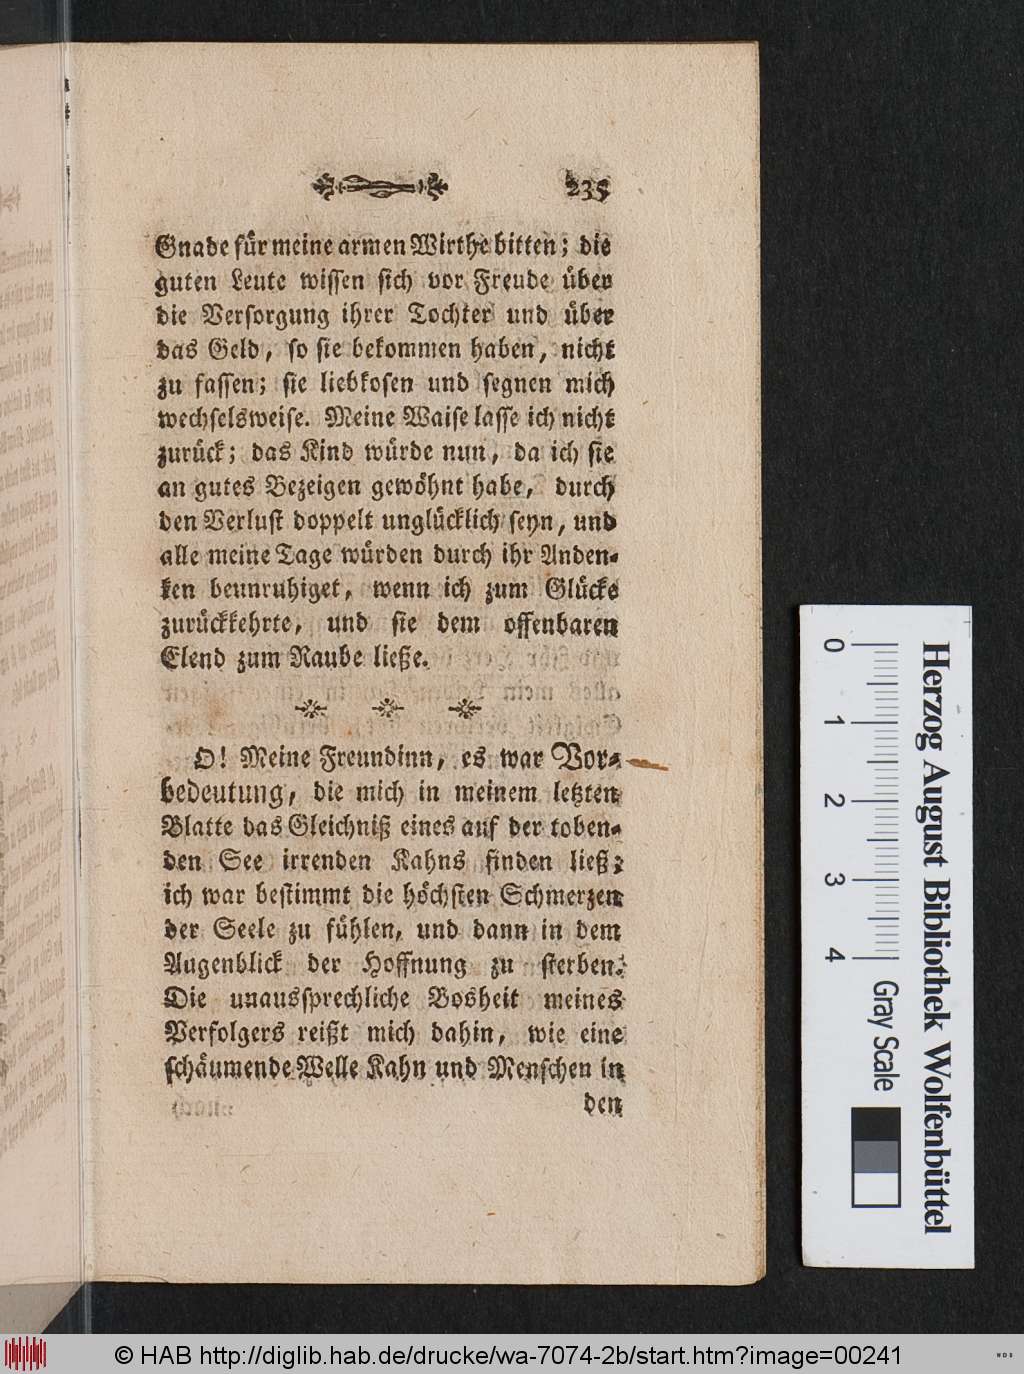 235
Gnade für meine armen Wirthe bitten; die
guten Leute wissen sich vor Freude über
die Versorgung ihrer Tochter und über
das Geld, so sie bekommen haben, nicht
zu fassen; sie liebkosen und segnen mich
wechselsweise. Meine Waise lasse ich nicht
zurück; das Kind würde nun, da ich sie
an gutes Bezeigen gewöhnt habe, durch
den Verlust doppelt unglücklich seyn, und
alle meine Tage würden durch ihr Anden-
ken beunruhiget, wenn ich zum Glücke
zurückkehrte, und sie dem offenbaren
Elend zum Raube ließe.
O! Meine Freundinn, es war Vor-
bedeutung, die mich in meinem letzten
Blatte das Gleichniß eines auf der toben-
den See irrenden Kahns finden ließ;
ich war bestimmt die höchsten Schmerzen
der Seele zu fühlen, und dann in dem
Augenblick der Hoffnung zu sterben.
Die unaussprechliche Bosheit meines
Verfolgers reißt mich dahin, wie eine
schäumende Welle Kahn und Menschen in
den
Herzog August Bibliothek Wolfenbüttel
0 1 2 3 4
Gray Scale
© HAB http://diglib.hab.de/drucke/wa-7074-2b/start.htm?image=00241
WDB